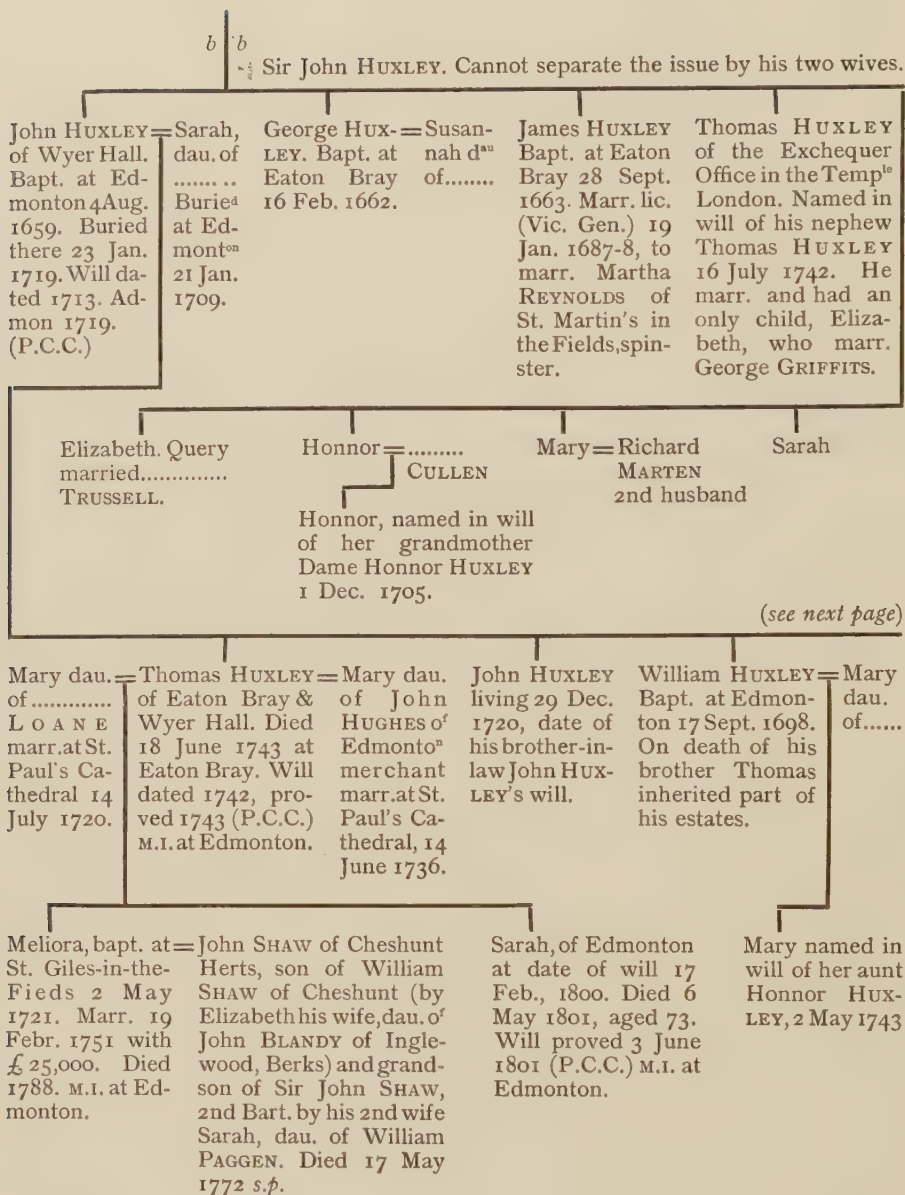 b b
Sir John HUXLEY. Cannot separate the issue by his two wives.
John HUXLEY=
of Wyer Hall.
Bapt. at Ed-
monton 4 Aug.
1659. Buried
there 23 Jan.
1719. Will da-
ted 1713. Ad-
mon 1719.
(P.C.C.)
Sarah,
dau. of
..........
Buried
at Ed-
monton
21 Jan.
1709.
George HUX-=
LEY. Bapt. at
Eaton Bray
16 Feb. 1662.
Susan-
nah dau
of........
James HUXLEY
Bapt. at Eaton
Bray 28 Sept.
1663. Marr. lic.
(Vic. Gen.) 19
Jan. 1687-8, to
marr. Martha
REYNOLDS of
St. Martin's in
the Fields, spin-
ster.
Thomas HUXLEY
of the Exchequer
Office in the Temple
London. Named in
will of his nephew
Thomas HUXLEY
16 July 1742. He
marr. and had an
only child, Eliza-
beth, who marr.
George GRIFFITS.
Elizabeth. Query
married..............
TRUSSELL.
Honnor=.........
CULLEN
Honnor, named in will
of her grandmother
Dame Honnor HUXLEY
1 Dec. 1705.
Mary=Richard
MARTEN
2nd husband
Sarah
(see next page)
Mary dau.=
of.............
LOANE
marr. at St.
Paul's Ca-
thedral 14
July 1720.
Thomas HUXLEY=
of Eaton Bray &
Wyer Hall. Died
18 June 1743 at
Eaton Bray. Will
dated 1742, pro-
ved 1743 (P.C.C.)
M.I. at Edmonton.
Mary dau.
of John
HUGHES of
Edmonton
merchant
marr. at St.
Paul's Ca-
thedral, 14
June 1736.
John HUXLEY
living 29 Dec.
1720, date of
his brother-in-
law John HUX-
LEY's will.
William HUXLEY=
Bapt. at Edmon-
ton 17 Sept. 1698.
On death of his
brother Thomas
inherited part of
his estates.
Mary
dau.
of......
Meliora, bapt. at=
St. Giles-in-the-
Fieds 2 May
1721. Marr. 19
Febr. 1751 with
£25,000. Died
1788. M.I. at Ed-
monton.
John SHAW of Cheshunt
Herts, son of William
SHAW of Cheshunt (by
Elizabeth his wife, dau. of
John BLANDY of Ingle-
wood, Berks) and grand-
son of Sir John SHAW,
2nd Bart. by his 2nd wife
Sarah, dau. of William
PAGGEN. Died 17 May
1772 s.p.
Sarah, of Edmonton
at date of will 17
Feb., 1800. Died 6
May 1801, aged 73.
Will proved 3 June
1801 (P.C.C.) M.I. at
Edmonton.
Mary named in
will of her aunt
Honnor HUX-
LEY, 2 May 1743